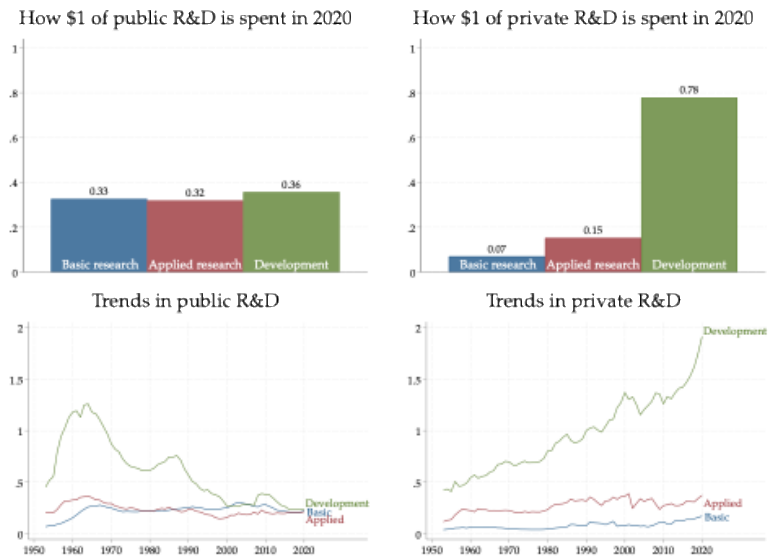 How $1 of public R&D is spent in 2020
1
.8
.6
.4
.2
0
0.33
0.32
0.36
Basic research
Applied research
Development
How $1 of private R&D is spent in 2020
1
.8
.6
.4
.2
0
0.07
0.15
0.78
Basic research
Applied research
Development
Trends in public R&D
2
1.5
1
.5
0
Development
Basic
Applied
1950 1960 1970 1980 1990 2000 2010 2020
Trends in private R&D
2
1.5
1
.5
0
Development
Applied
Basic
1950 1960 1970 1980 1990 2000 2010 2020